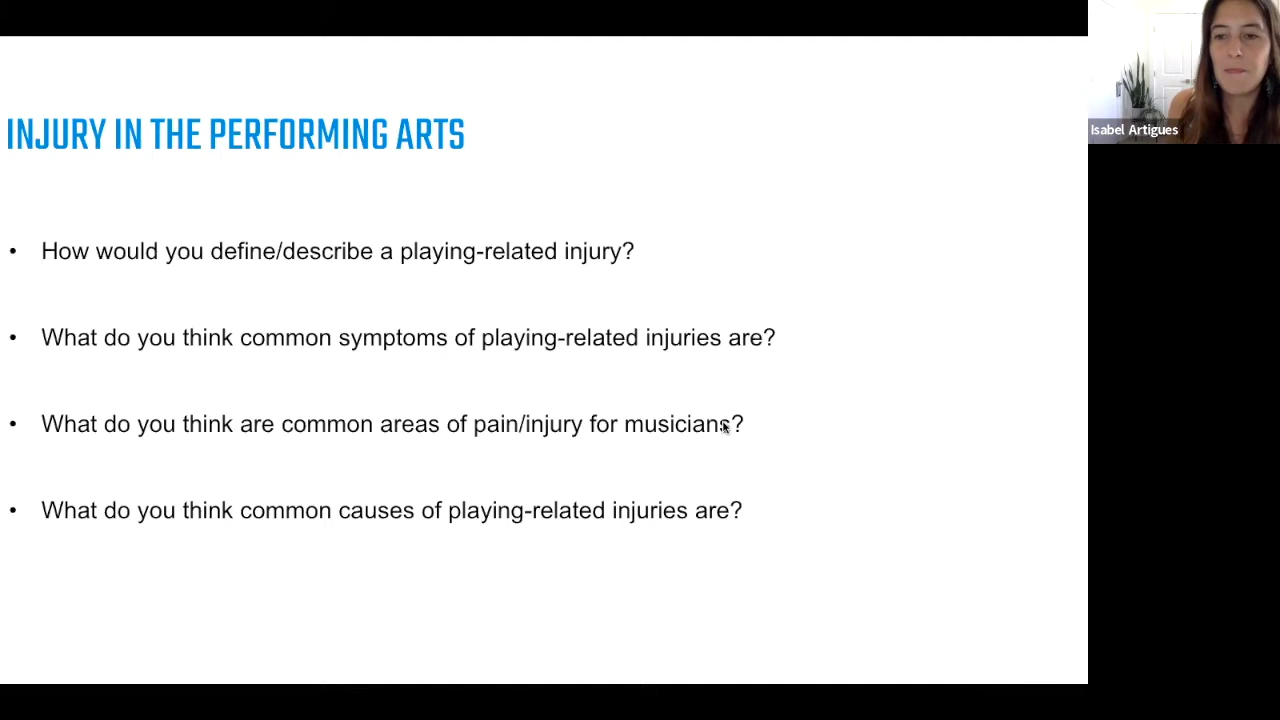 INJURY IN THE PERFORMING ARTS
• How would you define/describe a playing-related injury?
• What do you think common symptoms of playing-related injuries are?
• What do you think are common areas of pain/injury for musicians?
• What do you think common causes of playing-related injuries are?
Isabel Artigues